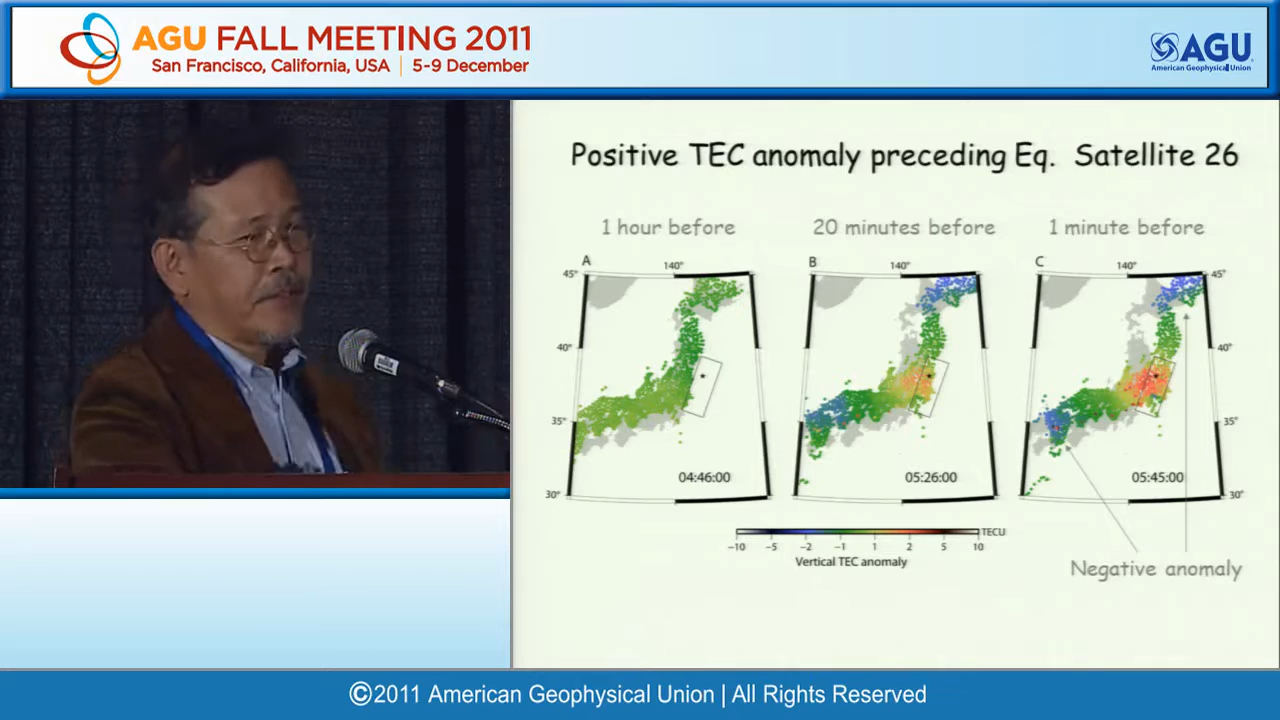 AGU FALL MEETING 2011
San Francisco, California, USA | 5-9 December
AGU
American Geophysical Union
Positive TEC anomaly preceding Eq. Satellite 26
1 hour before
20 minutes before
1 minute before
A
140°
B
140°
C
140°
45°
45°
40°
40°
35°
35°
30°
30°
04:46:00
05:26:00
05:45:00
TECU
-10 -5 -2 -1 1 2 5 10
Vertical TEC anomaly
Negative anomaly
©2011 American Geophysical Union | All Rights Reserved